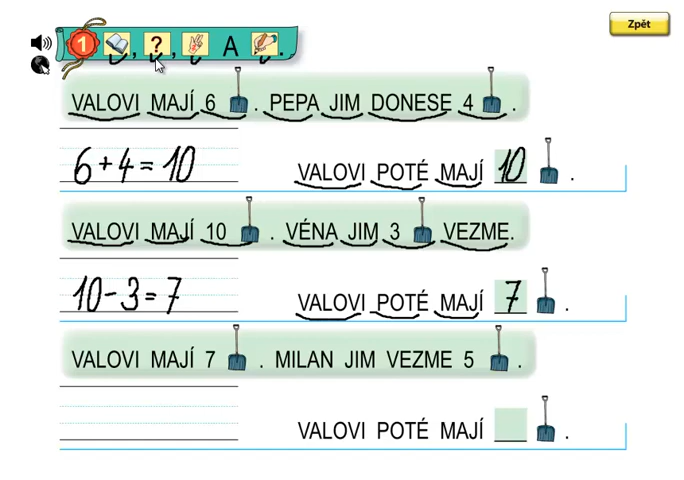 Zpět
1 , ? , A .
VALOVI MAJÍ 6 . PEPA JIM DONESE 4 .
6+4=10
VALOVI POTÉ MAJÍ 10 .
VALOVI MAJÍ 10 . VÉNA JIM 3 VEZME.
10-3=7
VALOVI POTÉ MAJÍ 7 .
VALOVI MAJÍ 7 . MILAN JIM VEZME 5 .
VALOVI POTÉ MAJÍ __ .